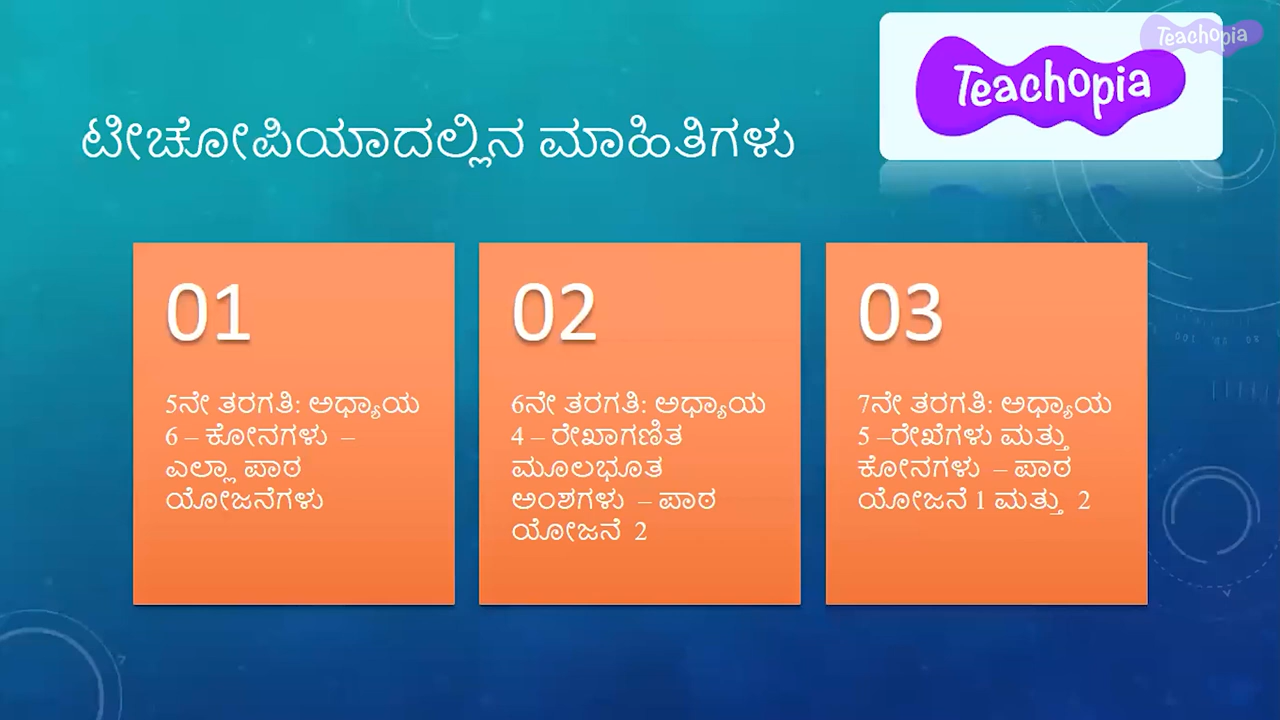 Teachopia
Teachopia
ಟೀಚೋಪಿಯಾದಲ್ಲಿನ ಮಾಹಿತಿಗಳು
01
5ನೇ ತರಗತಿ: ಅಧ್ಯಾಯ
6 – ಕೋನಗಳು –
ಎಲ್ಲಾ ಪಾಠ
ಯೋಜನೆಗಳು
02
6ನೇ ತರಗತಿ: ಅಧ್ಯಾಯ
4 – ರೇಖಾಗಣಿತ
ಮೂಲಭೂತ
ಅಂಶಗಳು – ಪಾಠ
ಯೋಜನೆ 2
03
7ನೇ ತರಗತಿ: ಅಧ್ಯಾಯ
5 –ರೇಖೆಗಳು ಮತ್ತು
ಕೋನಗಳು – ಪಾಠ
ಯೋಜನೆ 1 ಮತ್ತು 2